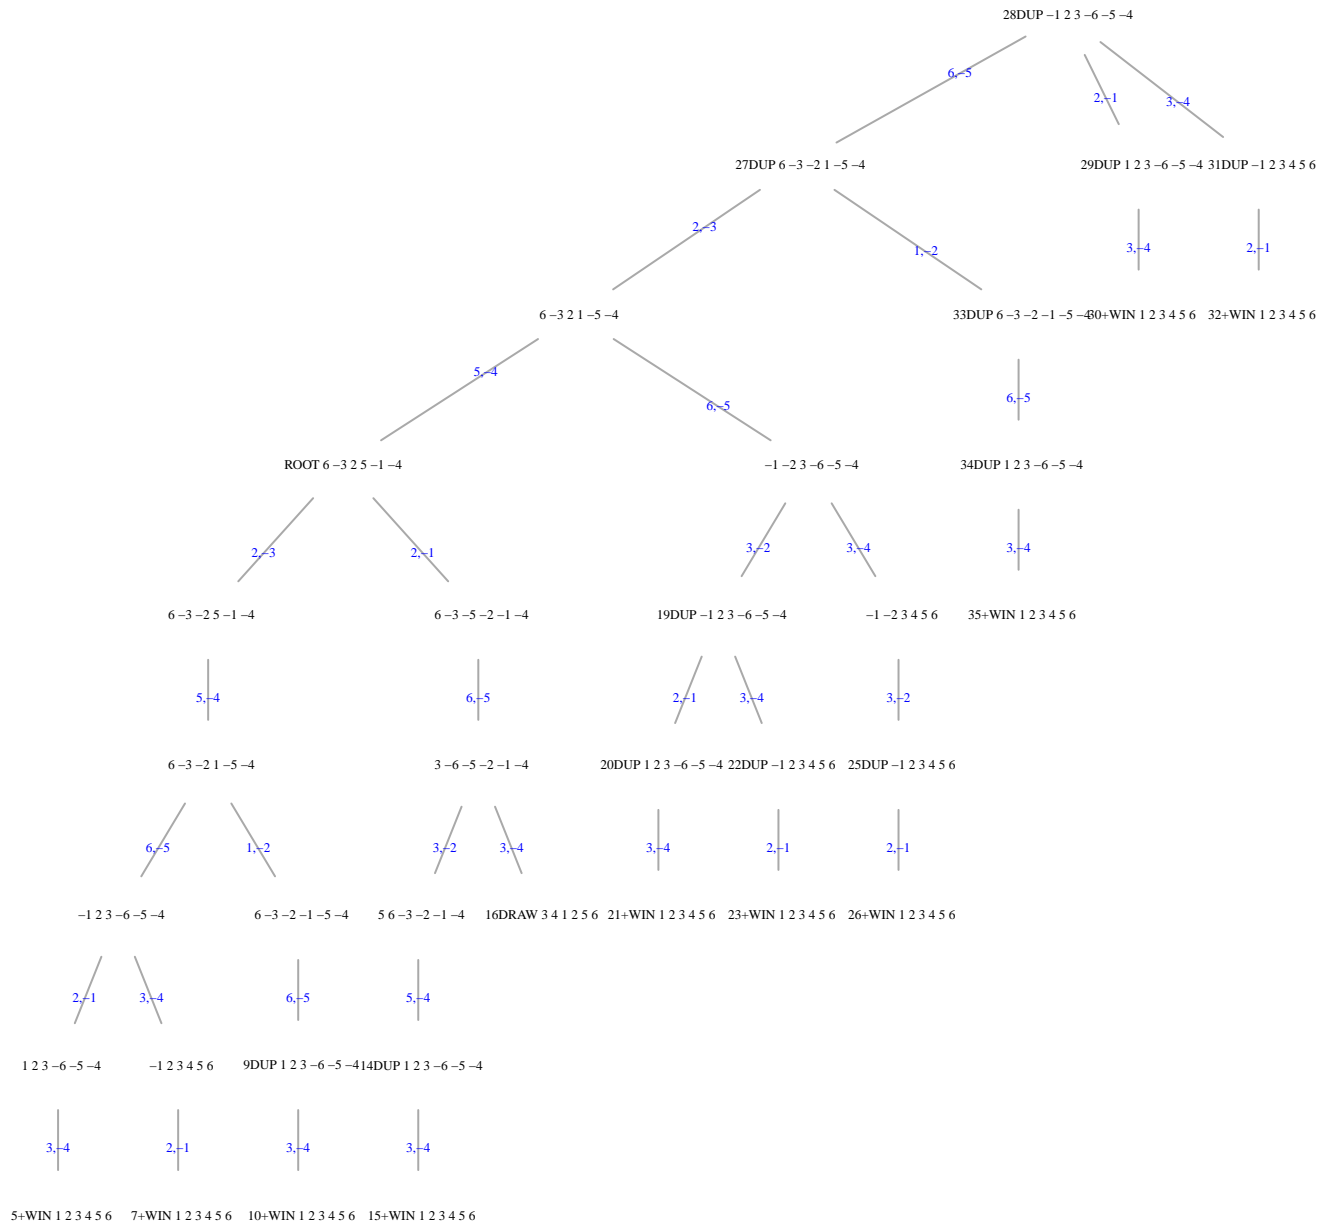 28DUP −1 2 3 −6 −5 −4
6,−5
2,−1
3,−4
27DUP 6 −3 −2 1 −5 −4
29DUP 1 2 3 −6 −5 −4
31DUP −1 2 3 4 5 6
2,−3
1,−2
3,−4
2,−1
6 −3 2 1 −5 −4
33DUP 6 −3 −2 −1 −5 −4
30+WIN 1 2 3 4 5 6
32+WIN 1 2 3 4 5 6
5,−4
6,−5
6,−5
ROOT 6 −3 2 5 −1 −4
−1 −2 3 −6 −5 −4
34DUP 1 2 3 −6 −5 −4
2,−3
2,−1
3,−2
3,−4
3,−4
6 −3 −2 5 −1 −4
6 −3 −5 −2 −1 −4
19DUP −1 2 3 −6 −5 −4
−1 −2 3 4 5 6
35+WIN 1 2 3 4 5 6
5,−4
6,−5
2,−1
3,−4
3,−2
6 −3 −2 1 −5 −4
3 −6 −5 −2 −1 −4
20DUP 1 2 3 −6 −5 −4
22DUP −1 2 3 4 5 6
25DUP −1 2 3 4 5 6
6,−5
1,−2
3,−2
3,−4
3,−4
2,−1
2,−1
−1 2 3 −6 −5 −4
6 −3 −2 −1 −5 −4
5 6 −3 −2 −1 −4
16DRAW 3 4 1 2 5 6
21+WIN 1 2 3 4 5 6
23+WIN 1 2 3 4 5 6
26+WIN 1 2 3 4 5 6
2,−1
3,−4
6,−5
5,−4
1 2 3 −6 −5 −4
−1 2 3 4 5 6
9DUP 1 2 3 −6 −5 −4
14DUP 1 2 3 −6 −5 −4
3,−4
2,−1
3,−4
3,−4
5+WIN 1 2 3 4 5 6
7+WIN 1 2 3 4 5 6
10+WIN 1 2 3 4 5 6
15+WIN 1 2 3 4 5 6